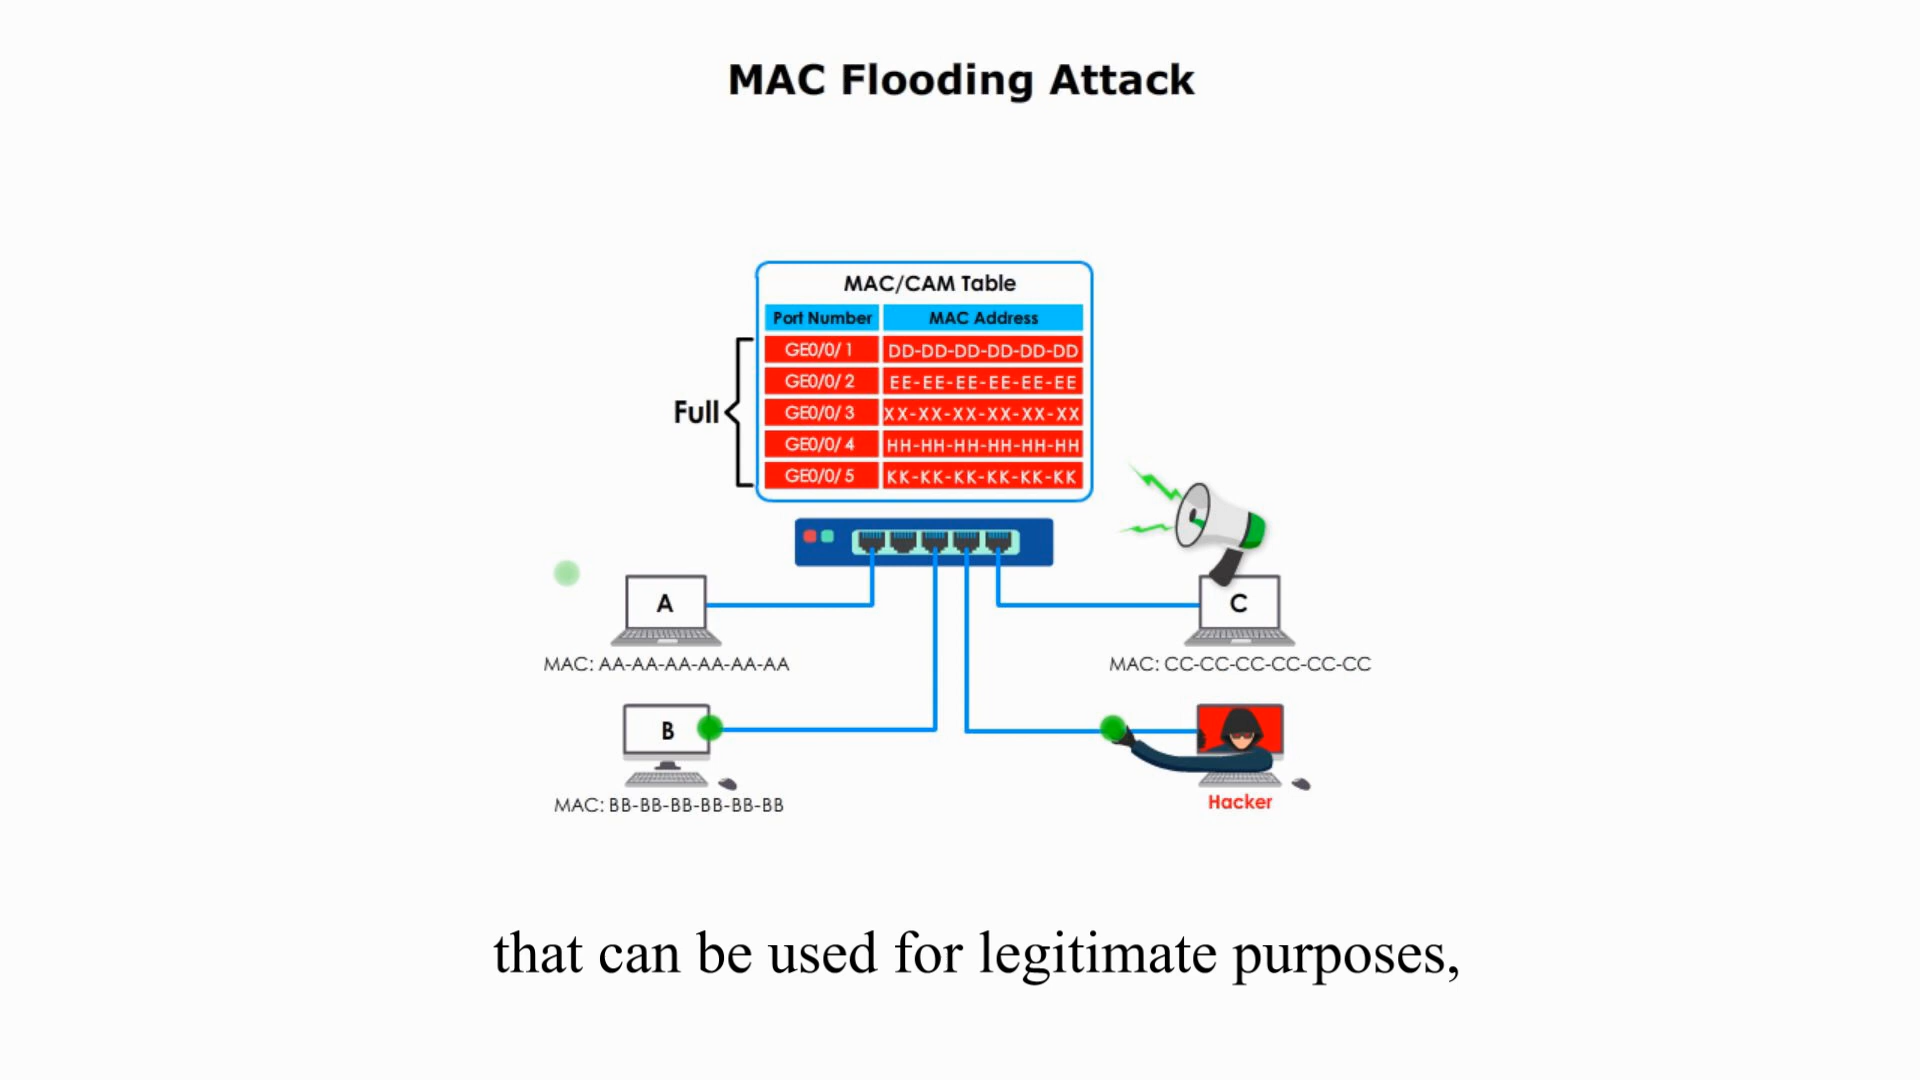 MAC Flooding Attack
MAC/CAM Table
Port Number MAC Address
GE0/0/1 DD-DD-DD-DD-DD-DD
GE0/0/2 EE-EE-EE-EE-EE-EE
GE0/0/3 XX-XX-XX-XX-XX-XX
GE0/0/4 HH-HH-HH-HH-HH-HH
GE0/0/5 KK-KK-KK-KK-KK-KK
Full
A
C
MAC: AA-AA-AA-AA-AA-AA
MAC: CC-CC-CC-CC-CC-CC
B
MAC: BB-BB-BB-BB-BB-BB
Hacker
that can be used for legitimate purposes,